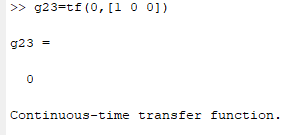 >> g23=tf(0,[1 0 0])
g23 =
0
Continuous-time transfer function.